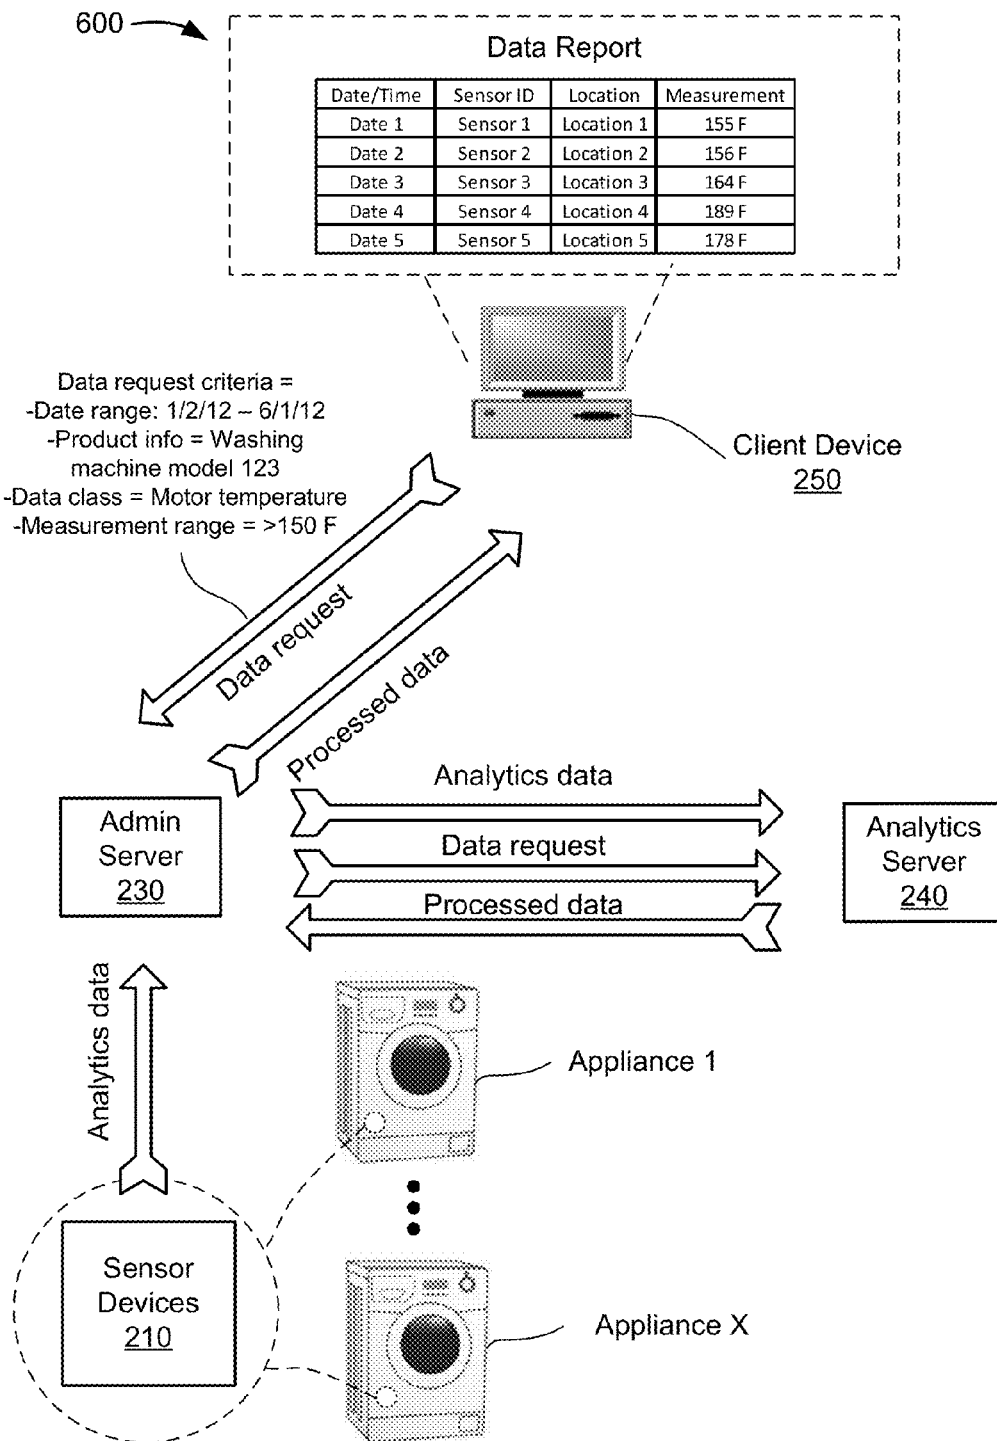 600
Data Report
Date/Time Sensor ID Location Measurement
Date 1 Sensor 1 Location 1 155 F
Date 2 Sensor 2 Location 2 156 F
Date 3 Sensor 3 Location 3 164 F
Date 4 Sensor 4 Location 4 189 F
Date 5 Sensor 5 Location 5 178 F
Data request criteria =
-Date range: 1/2/12 – 6/1/12
-Product info = Washing
machine model 123
-Data class = Motor temperature
-Measurement range = >150 F
Client Device
250
Data request
Processed data
Admin
Server
230
Analytics data
Data request
Processed data
Analytics
Server
240
Analytics data
Appliance 1
Sensor
Devices
210
Appliance X